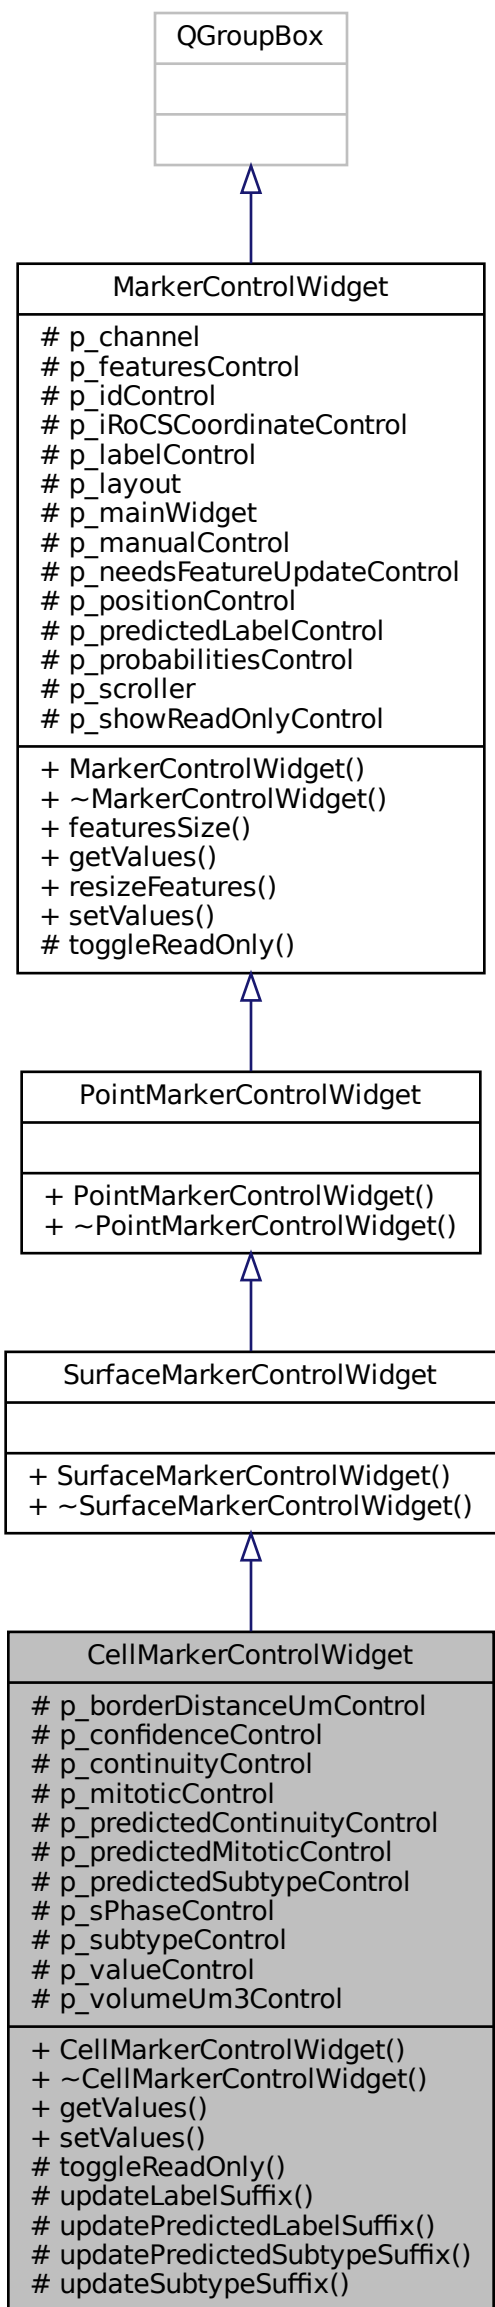 QGroupBox
MarkerControlWidget
# p_channel
# p_featuresControl
# p_idControl
# p_iRoCSCoordinateControl
# p_labelControl
# p_layout
# p_mainWidget
# p_manualControl
# p_needsFeatureUpdateControl
# p_positionControl
# p_predictedLabelControl
# p_probabilitiesControl
# p_scroller
# p_showReadOnlyControl
+ MarkerControlWidget()
+ ~MarkerControlWidget()
+ featuresSize()
+ getValues()
+ resizeFeatures()
+ setValues()
# toggleReadOnly()
PointMarkerControlWidget
+ PointMarkerControlWidget()
+ ~PointMarkerControlWidget()
SurfaceMarkerControlWidget
+ SurfaceMarkerControlWidget()
+ ~SurfaceMarkerControlWidget()
CellMarkerControlWidget
# p_borderDistanceUmControl
# p_confidenceControl
# p_continuityControl
# p_mitoticControl
# p_predictedContinuityControl
# p_predictedMitoticControl
# p_predictedSubtypeControl
# p_sPhaseControl
# p_subtypeControl
# p_valueControl
# p_volumeUm3Control
+ CellMarkerControlWidget()
+ ~CellMarkerControlWidget()
+ getValues()
+ setValues()
# toggleReadOnly()
# updateLabelSuffix()
# updatePredictedLabelSuffix()
# updatePredictedSubtypeSuffix()
# updateSubtypeSuffix()